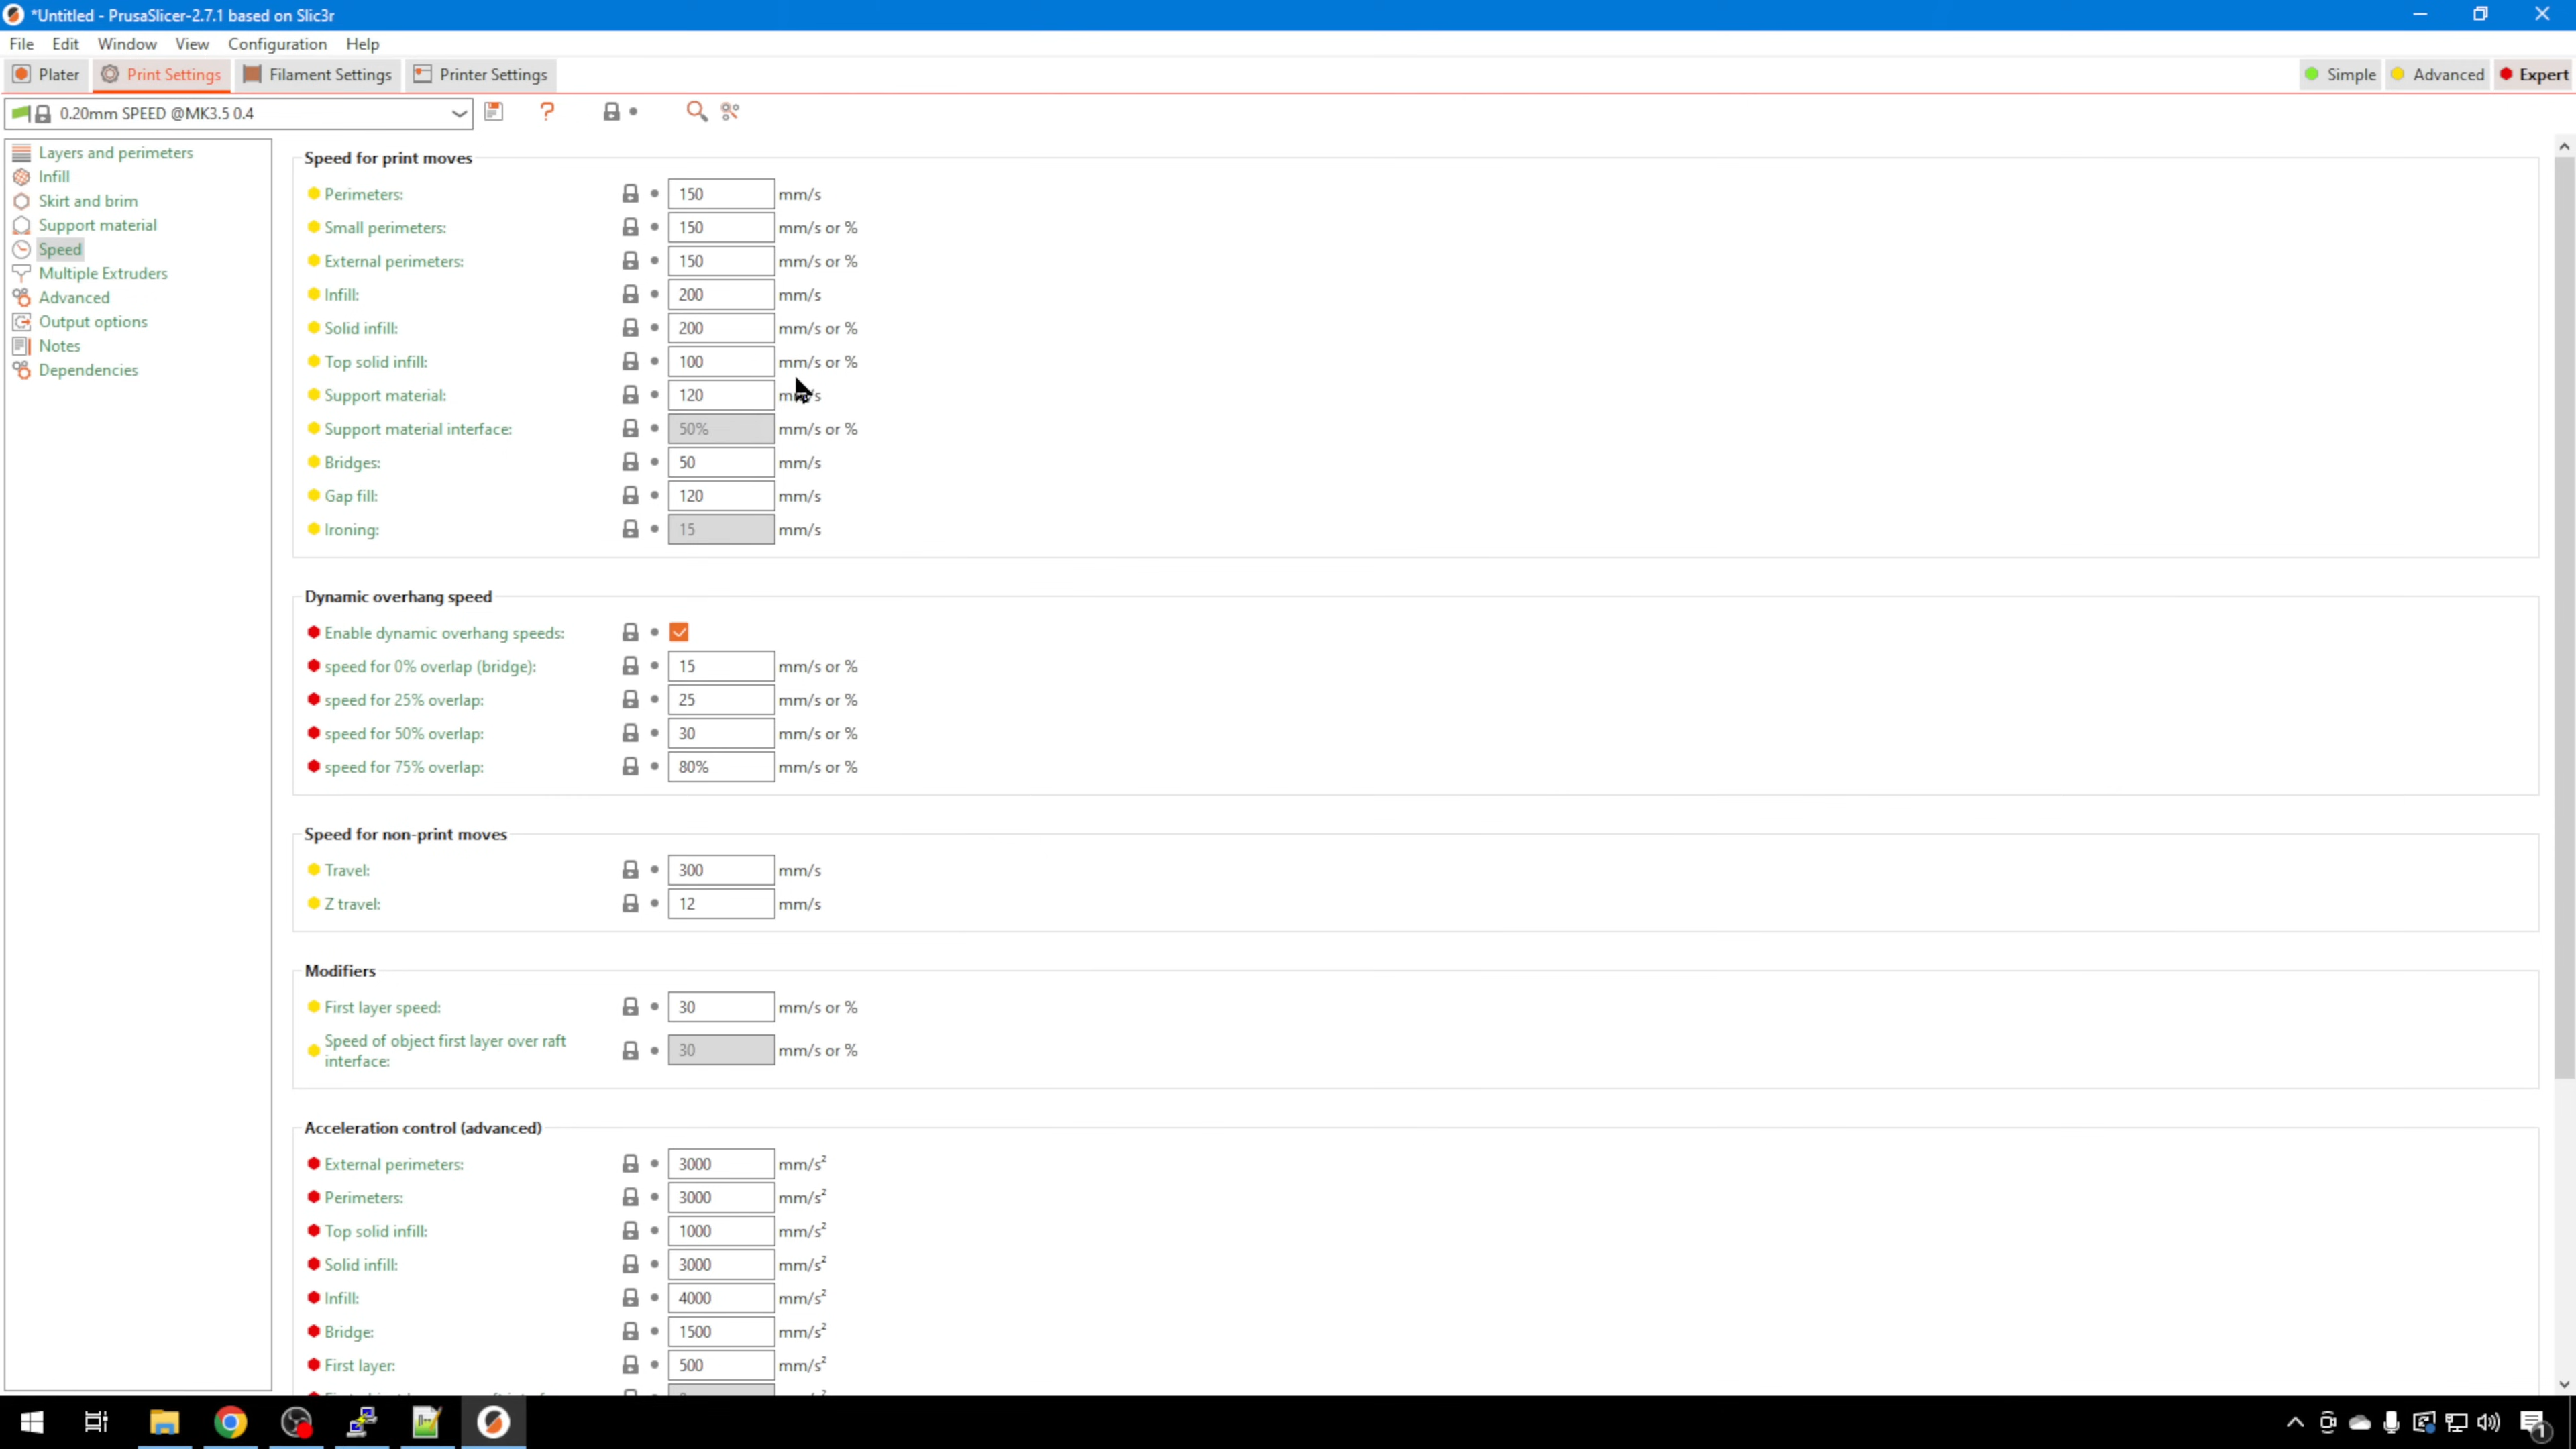 *Untitled - PrusaSlicer-2.7.1 based on Slic3r
File Edit Window View Configuration Help
Plater Print Settings Filament Settings Printer Settings Simple Advanced Expert
0.20mm SPEED @MK3.5 0.4 ?
Layers and perimeters
Infill
Skirt and brim
Support material
Speed
Multiple Extruders
Advanced
Output options
Notes
Dependencies
Speed for print moves
Perimeters: 150 mm/s
Small perimeters: 150 mm/s or %
External perimeters: 150 mm/s or %
Infill: 200 mm/s
Solid infill: 200 mm/s or %
Top solid infill: 100 mm/s or %
Support material: 120 mm/s
Support material interface: 50% mm/s or %
Bridges: 50 mm/s
Gap fill: 120 mm/s
Ironing: 15 mm/s
Dynamic overhang speed
Enable dynamic overhang speeds:
speed for 0% overlap (bridge): 15 mm/s or %
speed for 25% overlap: 25 mm/s or %
speed for 50% overlap: 30 mm/s or %
speed for 75% overlap: 80% mm/s or %
Speed for non-print moves
Travel: 300 mm/s
Z travel: 12 mm/s
Modifiers
First layer speed: 30 mm/s or %
Speed of object first layer over raft
interface: 30 mm/s or %
Acceleration control (advanced)
External perimeters: 3000 mm/s²
Perimeters: 3000 mm/s²
Top solid infill: 1000 mm/s²
Solid infill: 3000 mm/s²
Infill: 4000 mm/s²
Bridge: 1500 mm/s²
First layer: 500 mm/s²
1